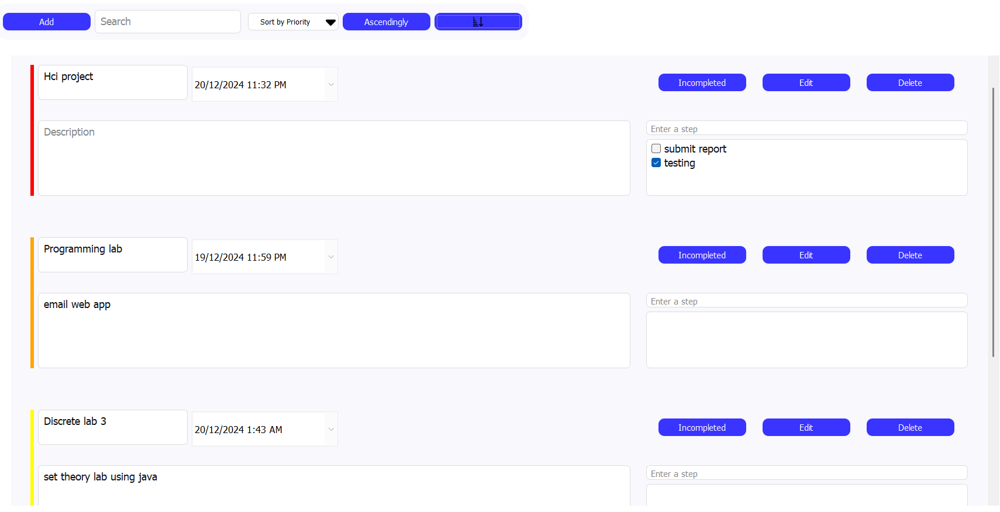 Add Search Sort by Priority Ascendingly
Hci project
20/12/2024 11:32 PM
Incompleted Edit Delete
Description
Enter a step
submit report
testing
Programming lab
19/12/2024 11:59 PM
Incompleted Edit Delete
email web app
Enter a step
Discrete lab 3
20/12/2024 1:43 AM
Incompleted Edit Delete
set theory lab using java
Enter a step